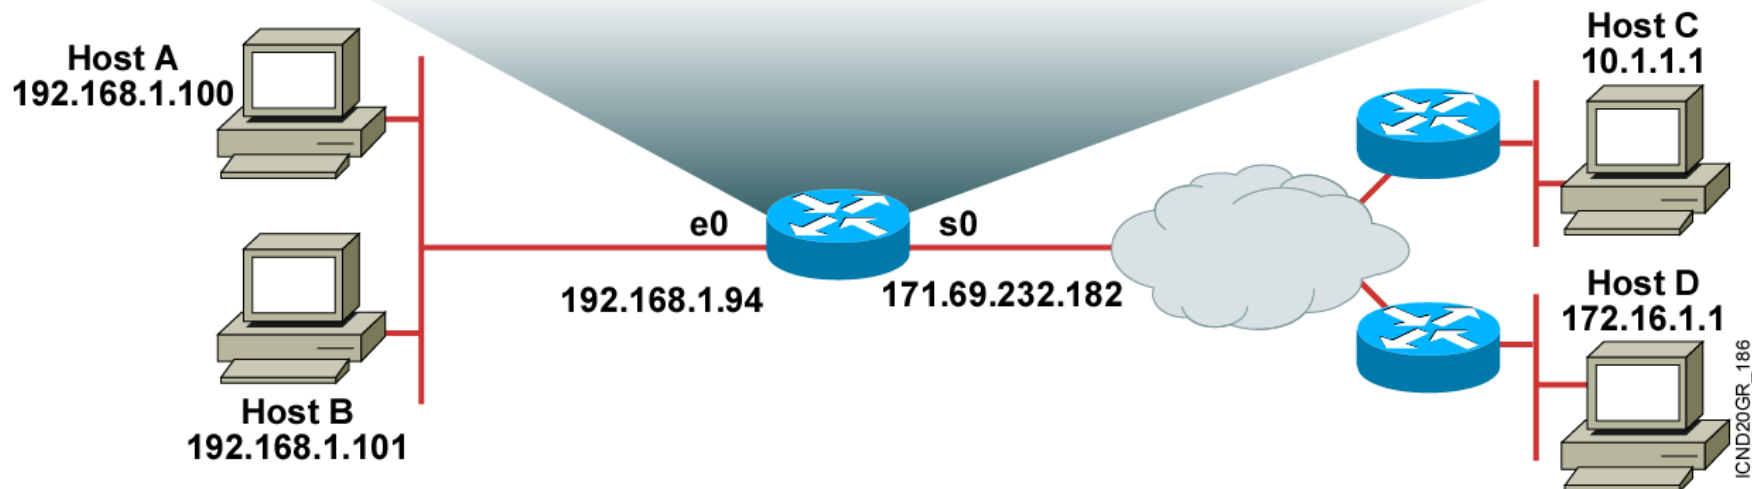 Host A
192.168.1.100
Host C
10.1.1.1
e0
s0
192.168.1.94
171.69.232.182
Host D
172.16.1.1
Host B
192.168.1.101
ICND20GR_186